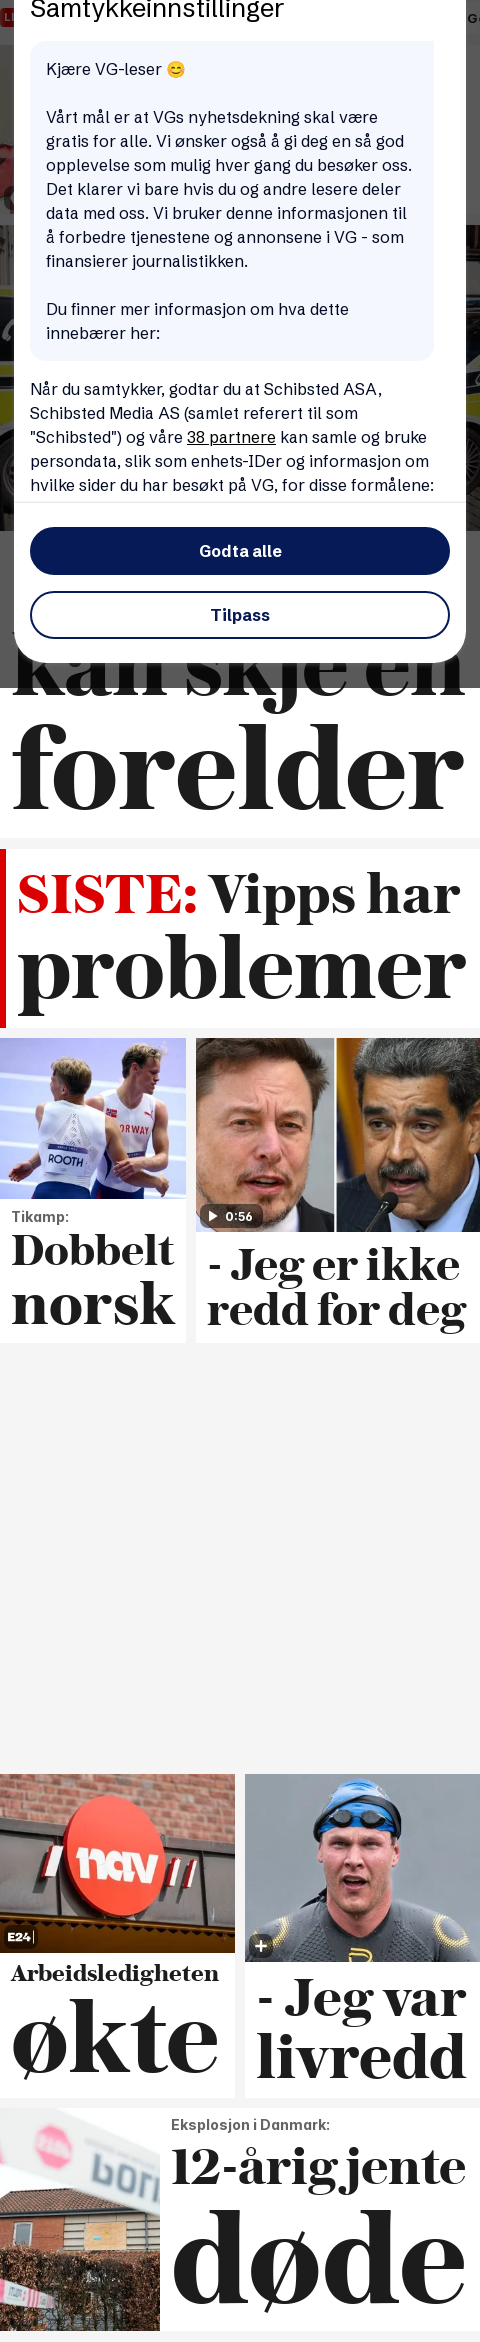 Samtykkeinnstillinger
Kjære VG-leser 😊
Vårt mål er at VGs nyhetsdekning skal være
gratis for alle. Vi ønsker også å gi deg en så god
opplevelse som mulig hver gang du besøker oss.
Det klarer vi bare hvis du og andre lesere deler
data med oss. Vi bruker denne informasjonen til
å forbedre tjenestene og annonsene i VG - som
finansierer journalistikken.
Du finner mer informasjon om hva dette
innebærer her:
Når du samtykker, godtar du at Schibsted ASA,
Schibsted Media AS (samlet referert til som
"Schibsted") og våre 38 partnere kan samle og bruke
persondata, slik som enhets-IDer og informasjon om
hvilke sider du har besøkt på VG, for disse formålene:
Godta alle
Tilpass
kan skje en
forelder
SISTE: Vipps har
problemer
NORWAY
ROOTH
0:56
Tikamp:
Dobbelt
norsk
- Jeg er ikke
redd for deg
nav
E24
Arbeidsledigheten
økte
- Jeg var
livredd
Eksplosjon i Danmark:
12-årig jente
døde